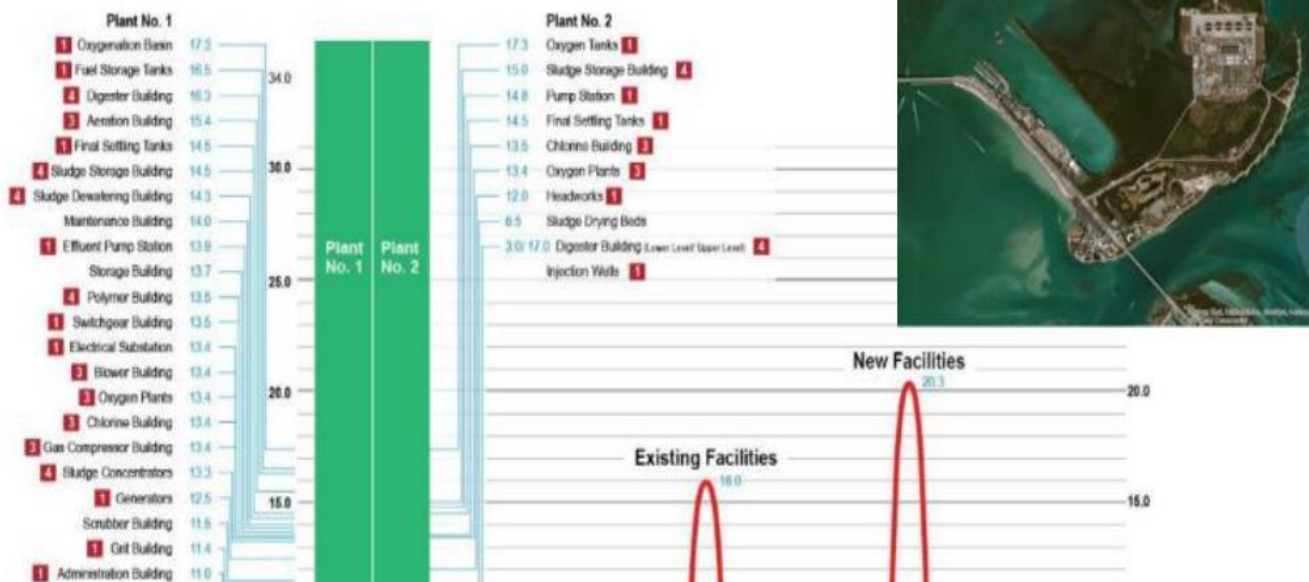 Plant No. 1
1 Oxygenation Basin 17.3
1 Fuel Storage Tanks 16.5
4 Digester Building 16.3
3 Aeration Building 15.4
1 Final Settling Tanks 14.5
4 Sludge Storage Building 14.5
4 Sludge Dewatering Building 14.3
Maintenance Building 14.0
1 Effluent Pump Station 13.9
Storage Building 13.7
4 Polymer Building 13.5
1 Switchgear Building 13.5
1 Electrical Substation 13.4
3 Blower Building 13.4
3 Oxygen Plants 13.4
3 Chlorine Building 13.4
3 Gas Compressor Building 13.4
4 Sludge Concentrators 13.3
1 Generators 12.5
Scrubber Building 11.5
1 Grit Building 11.4
1 Administration Building 11.0
34.0
30.0
25.0
20.0
15.0
Plant No. 1
Plant No. 2
Plant No. 2
17.3 Oxygen Tanks 1
15.0 Sludge Storage Building 4
14.8 Pump Station 1
14.5 Final Settling Tanks 1
13.5 Chlorine Building 3
13.4 Oxygen Plants 3
12.0 Headworks 1
6.5 Sludge Drying Beds
3.0/ 17.0 Digester Building (Lower Level/ Upper Level) 4
Injection Wells 1
Existing Facilities
16.0
New Facilities
20.3
20.0
15.0